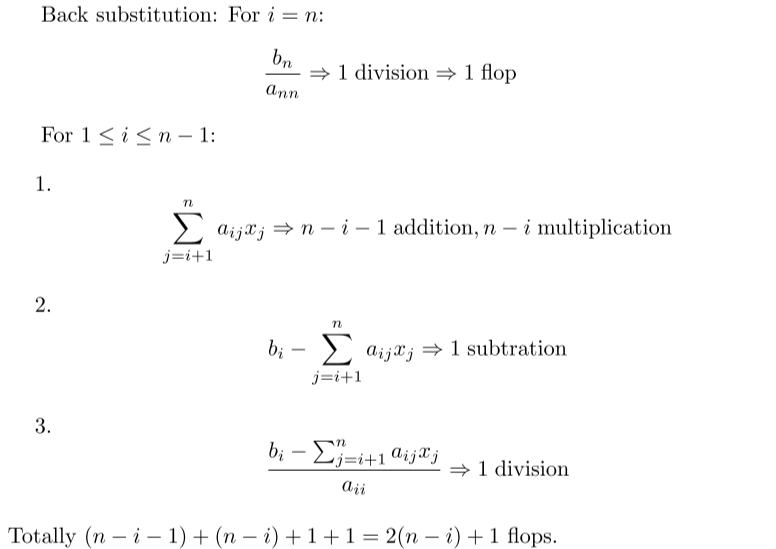 Back substitution: For $i = n$:
$$\frac{b_n}{a_{nn}} \Rightarrow 1 \text{ division} \Rightarrow 1 \text{ flop}$$
For $1 \leq i \leq n - 1$:
1.
$$\sum_{j=i+1}^{n} a_{ij} x_j \Rightarrow n - i - 1 \text{ addition}, n - i \text{ multiplication}$$
2.
$$b_i - \sum_{j=i+1}^{n} a_{ij} x_j \Rightarrow 1 \text{ subtration}$$
3.
$$\frac{b_i - \sum_{j=i+1}^{n} a_{ij} x_j}{a_{ii}} \Rightarrow 1 \text{ division}$$
Totally $(n - i - 1) + (n - i) + 1 + 1 = 2(n - i) + 1$ flops.